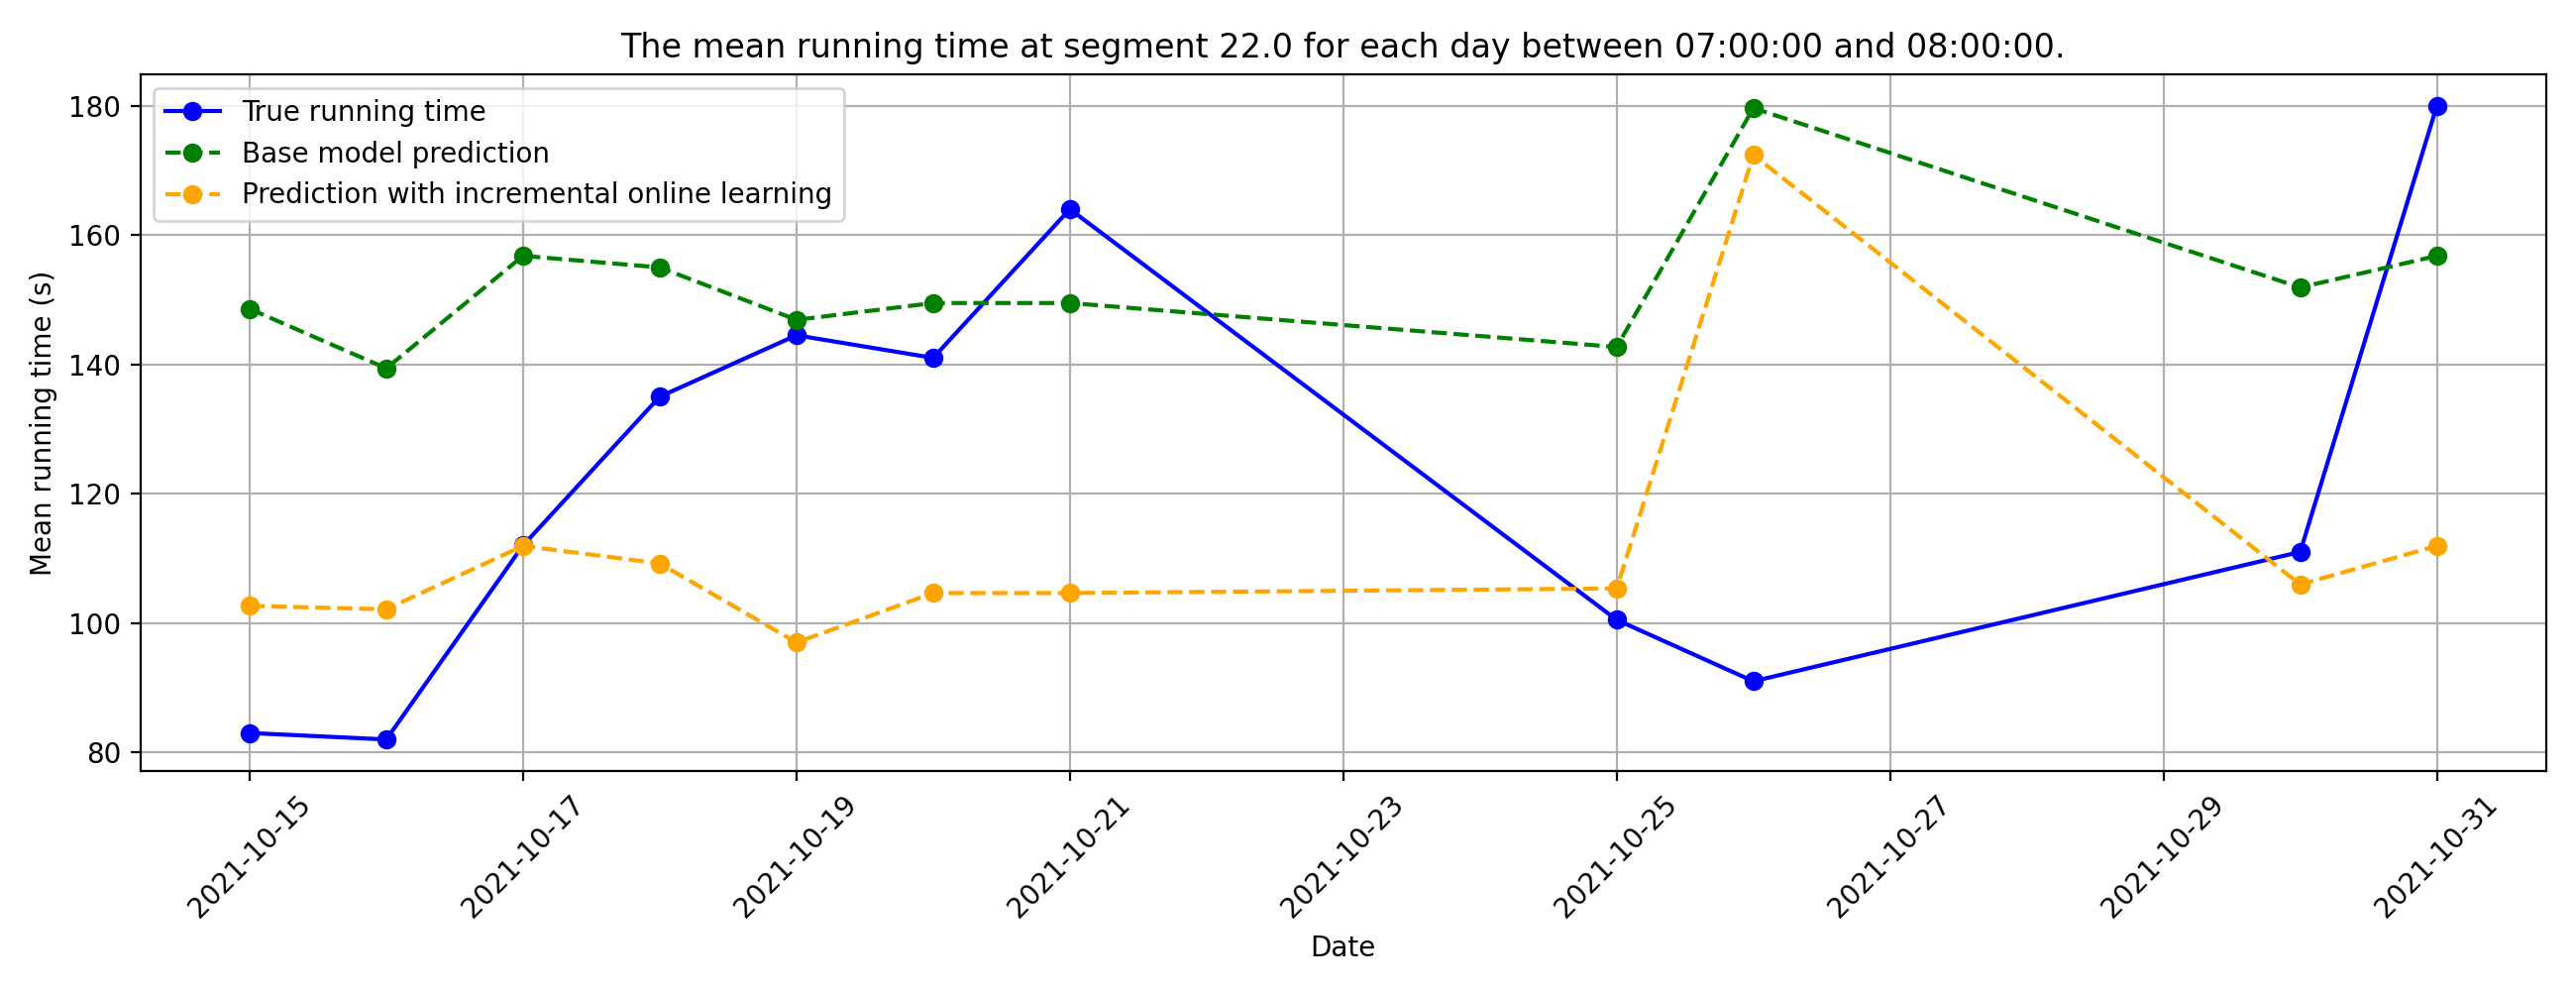 The mean running time at segment 22.0 for each day between 07:00:00 and 08:00:00.
True running time
Base model prediction
Prediction with incremental online learning
Mean running time (s)
180
160
140
120
100
80
2021-10-15
2021-10-17
2021-10-19
2021-10-21
2021-10-23
2021-10-25
2021-10-27
2021-10-29
2021-10-31
Date